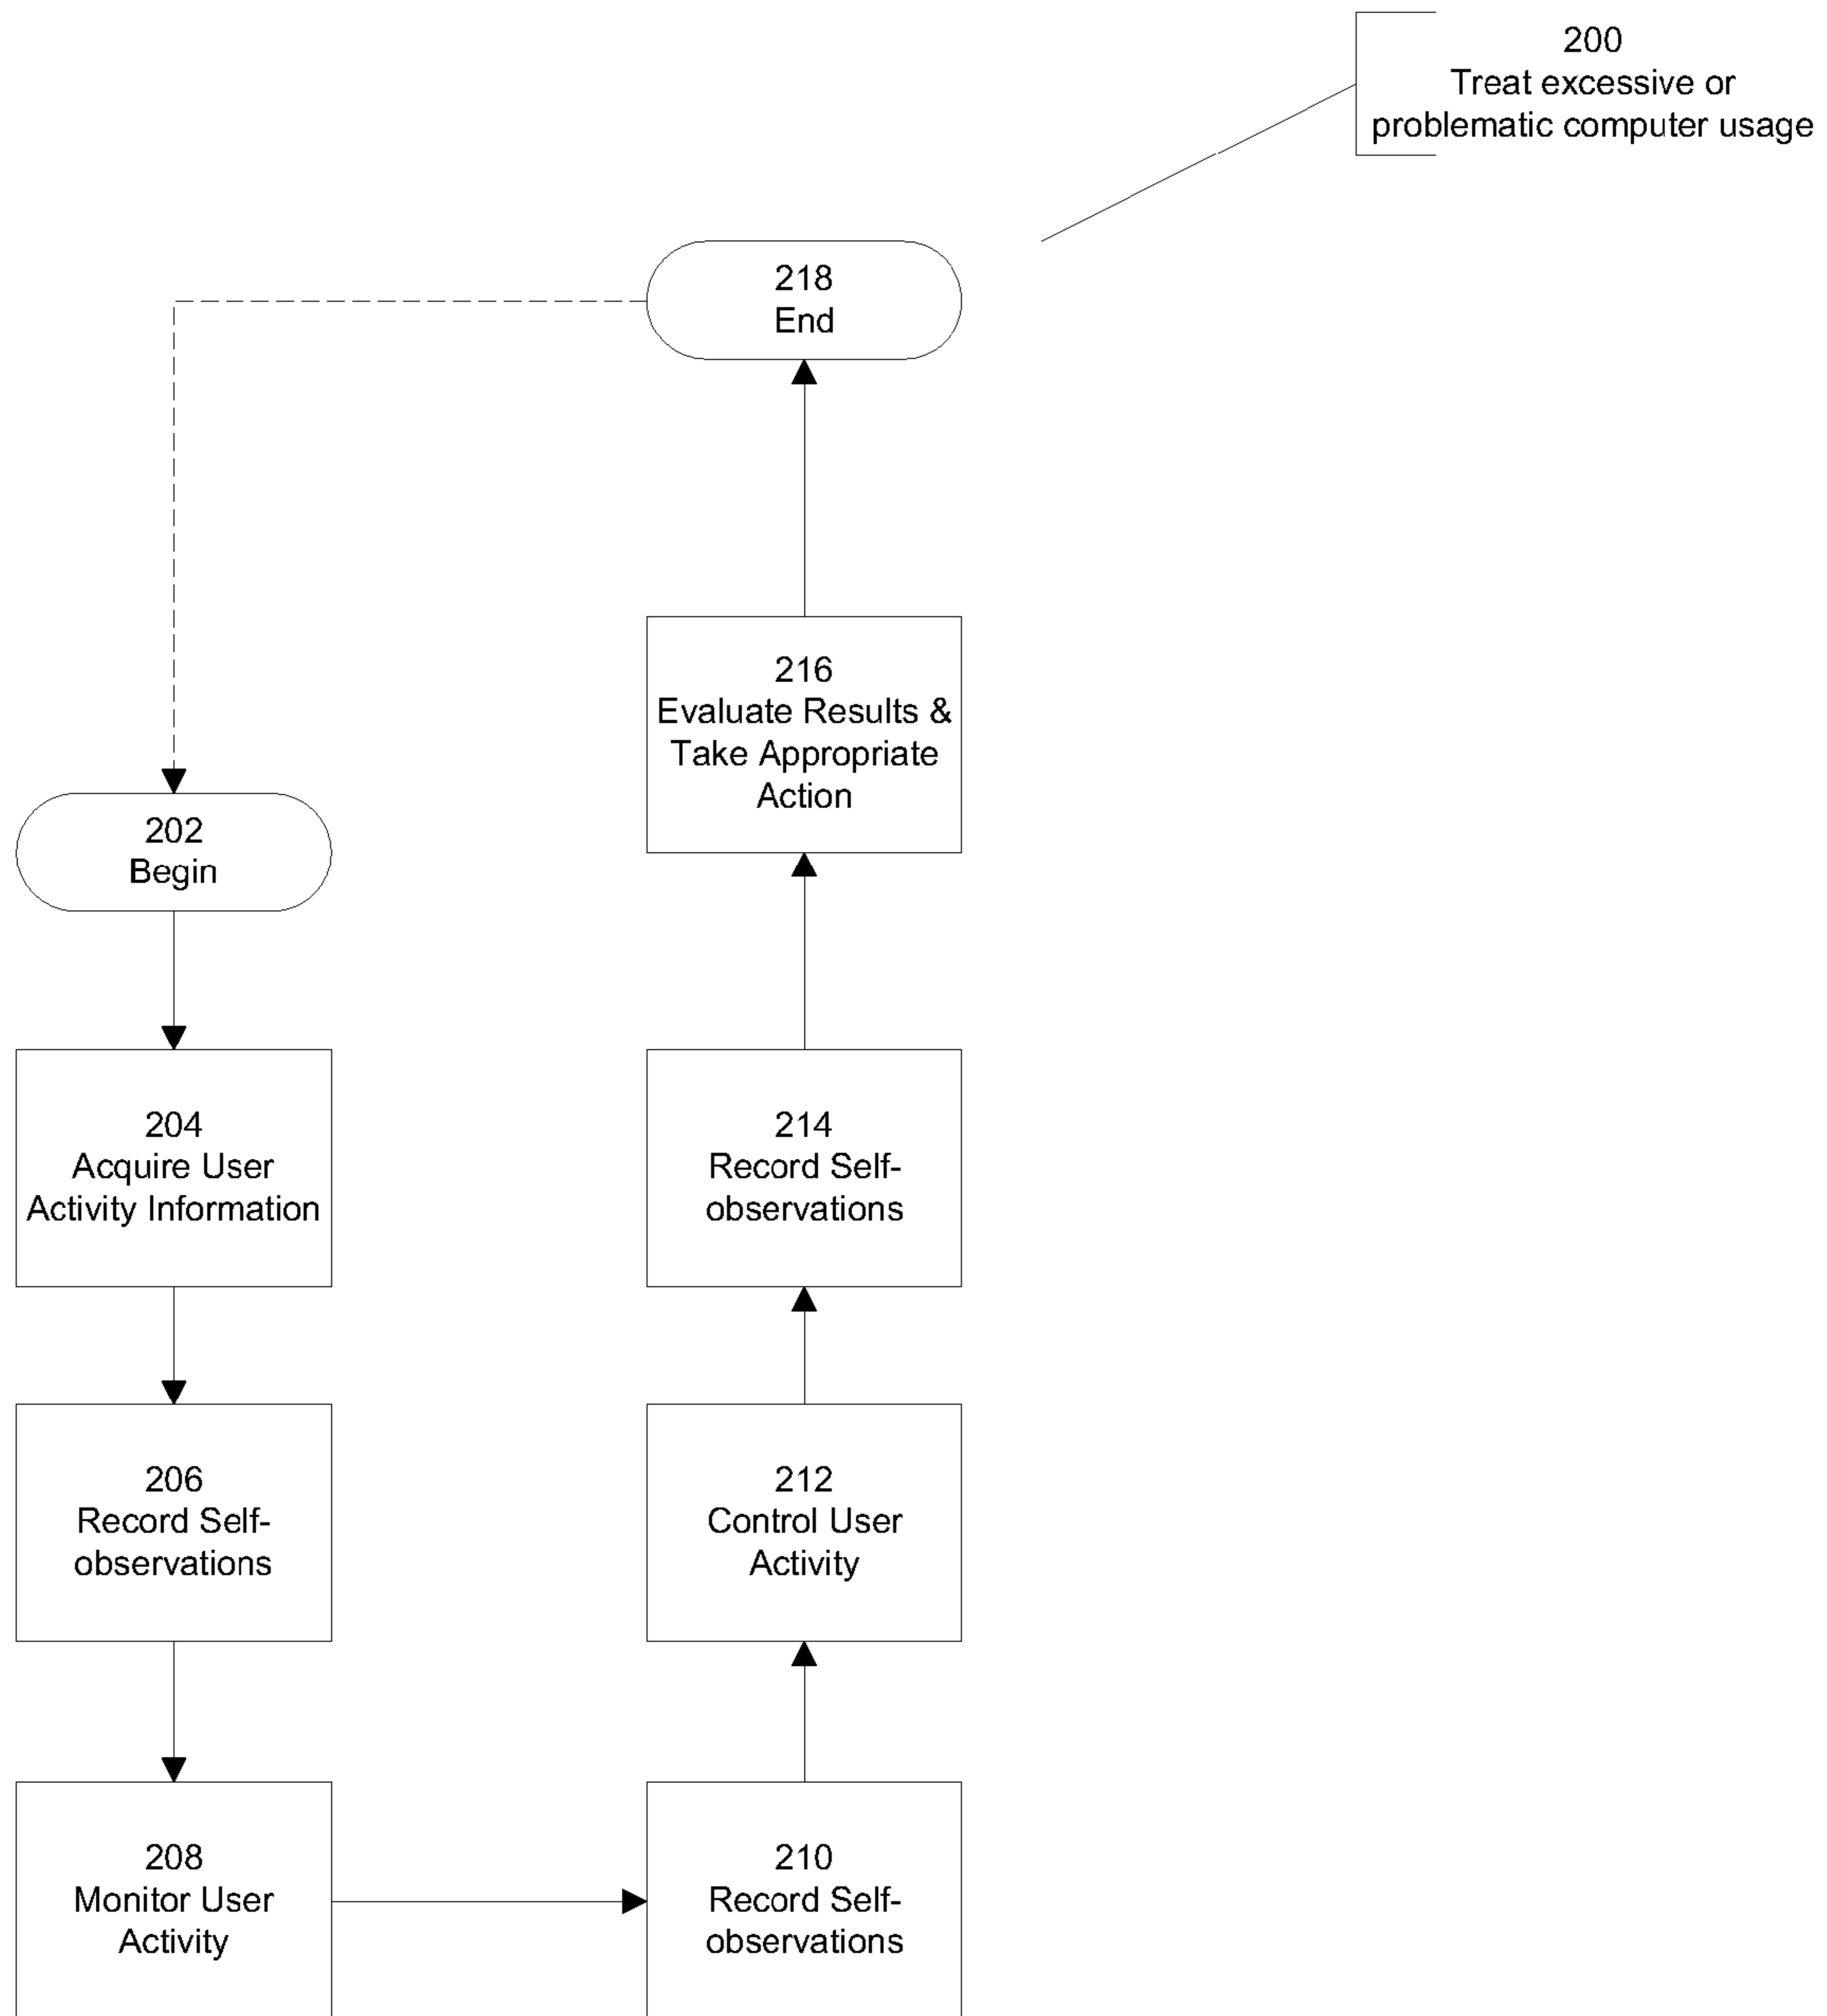 200
Treat excessive or
problematic computer usage
218
End
216
Evaluate Results &
Take Appropriate
Action
202
Begin
204
Acquire User
Activity Information
214
Record Self-
observations
206
Record Self-
observations
212
Control User
Activity
208
Monitor User
Activity
210
Record Self-
observations